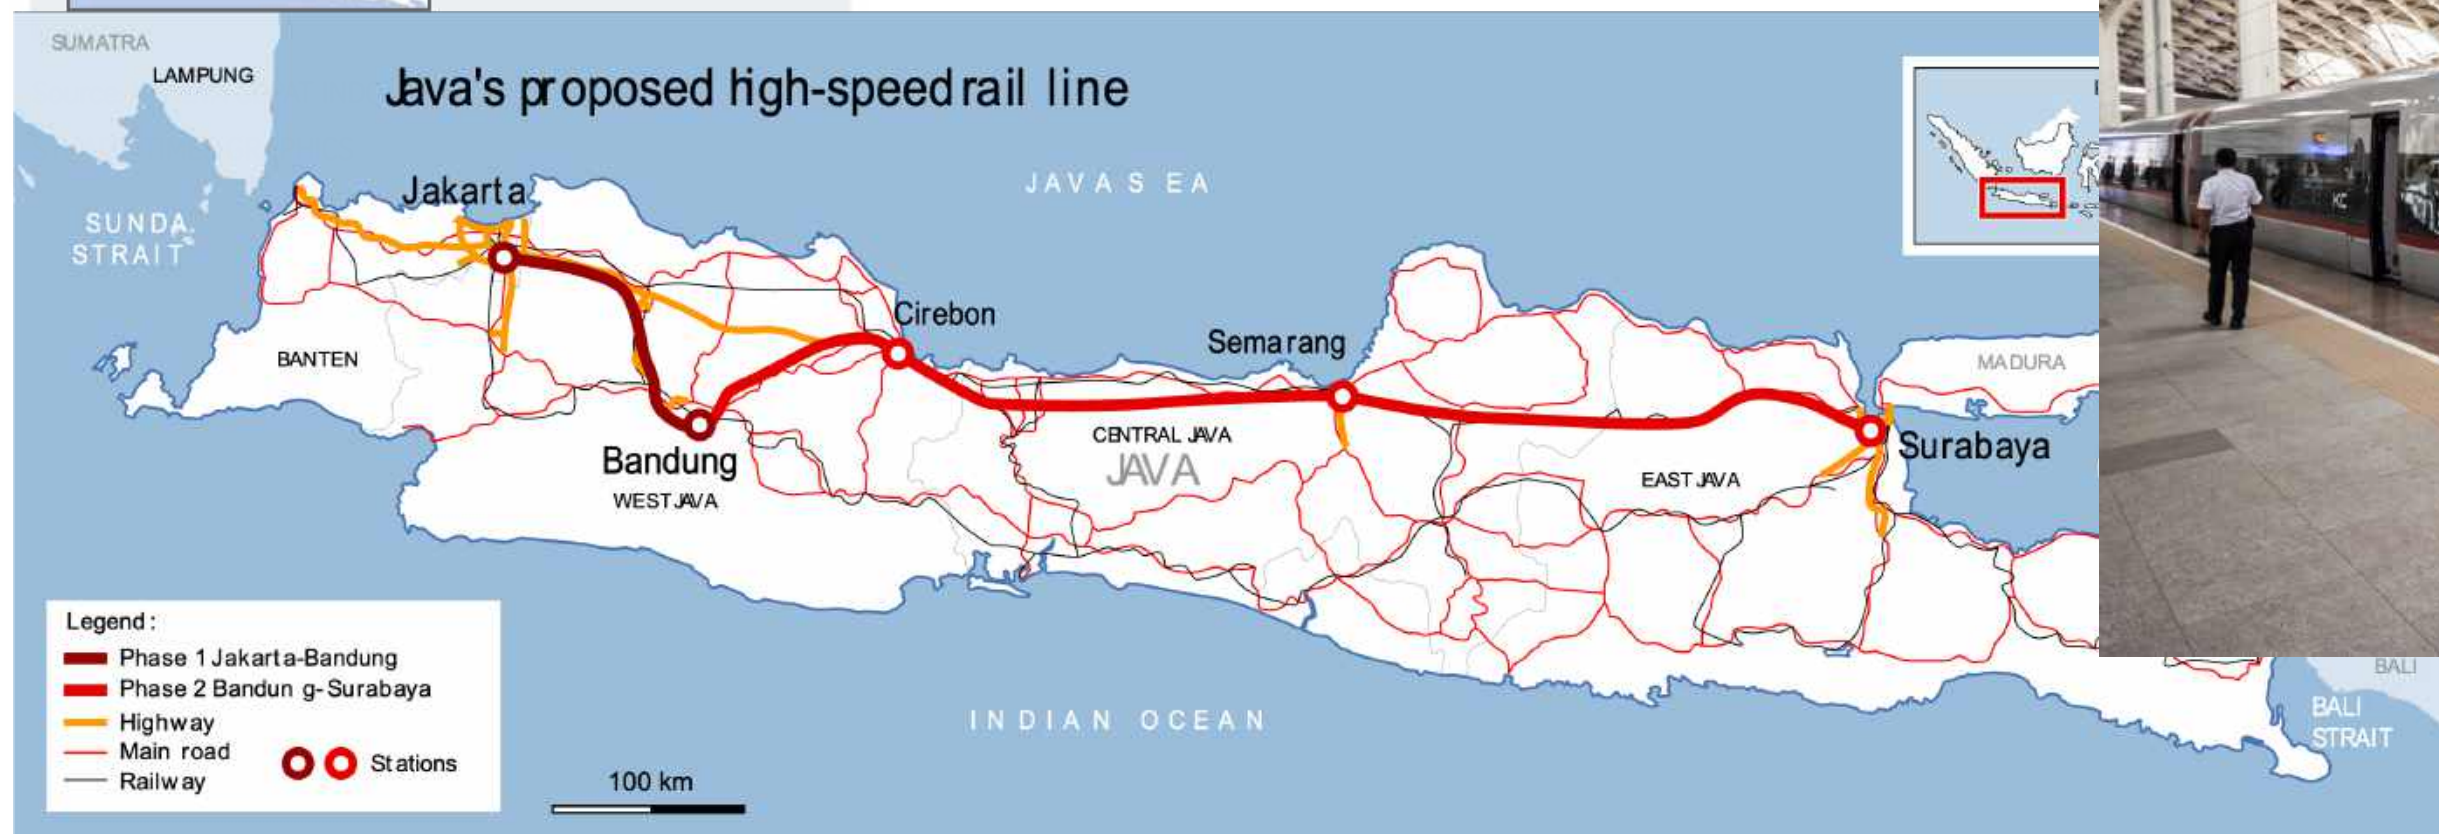 SUMATRA
LAMPUNG
Java's proposed high-speed rail line
JAVA SEA
Jakarta
SUNDA
STRAIT
Cirebon
Semarang
BANTEN
MADURA
KC
CENTRAL JAVA
JAVA
Bandung
WEST JAVA
Surabaya
EAST JAVA
Legend:
Phase 1 Jakarta-Bandung
Phase 2 Bandung-Surabaya
Highway
Main road
Railway
Stations
100 km
INDIAN OCEAN
BALI
BALI
STRAIT